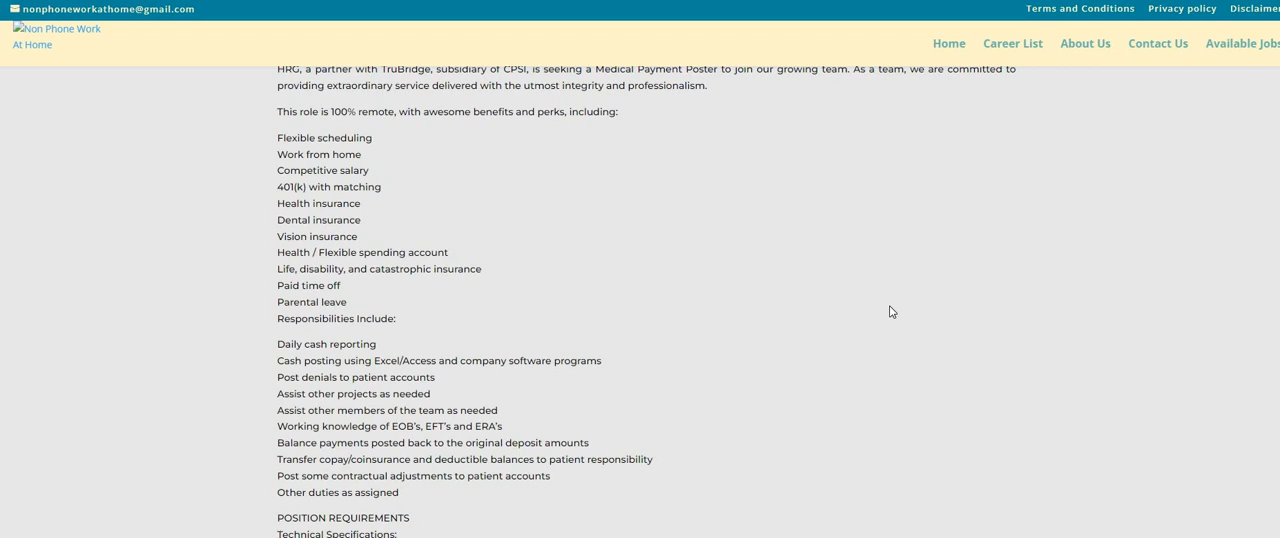 nonphoneworkathome@gmail.com
Terms and Conditions Privacy policy Disclaimer
Non Phone Work
At Home
Home Career List About Us Contact Us Available Jobs
HRG, a partner with TruBridge, subsidiary of CPSI, is seeking a Medical Payment Poster to join our growing team. As a team, we are committed to
providing extraordinary service delivered with the utmost integrity and professionalism.
This role is 100% remote, with awesome benefits and perks, including:
Flexible scheduling
Work from home
Competitive salary
401(k) with matching
Health insurance
Dental insurance
Vision insurance
Health / Flexible spending account
Life, disability, and catastrophic insurance
Paid time off
Parental leave
Responsibilities Include:
Daily cash reporting
Cash posting using Excel/Access and company software programs
Post denials to patient accounts
Assist other projects as needed
Assist other members of the team as needed
Working knowledge of EOB's, EFT's and ERA's
Balance payments posted back to the original deposit amounts
Transfer copay/coinsurance and deductible balances to patient responsibility
Post some contractual adjustments to patient accounts
Other duties as assigned
POSITION REQUIREMENTS
Technical Specifications: